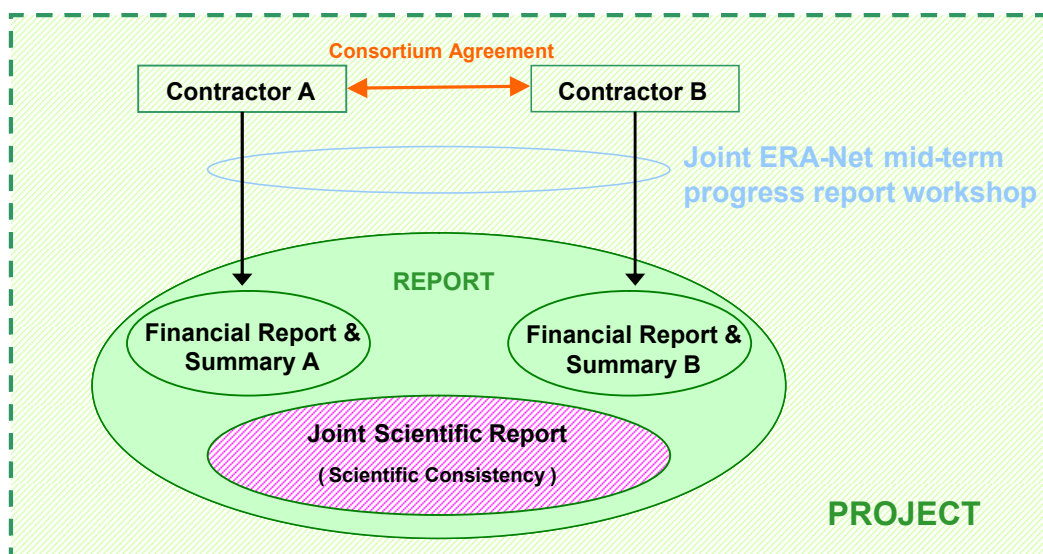 Consortium Agreement
Contractor A
Contractor B
Joint ERA-Net mid-term
progress report workshop
REPORT
Financial Report &
Summary A
Financial Report &
Summary B
Joint Scientific Report
( Scientific Consistency )
PROJECT